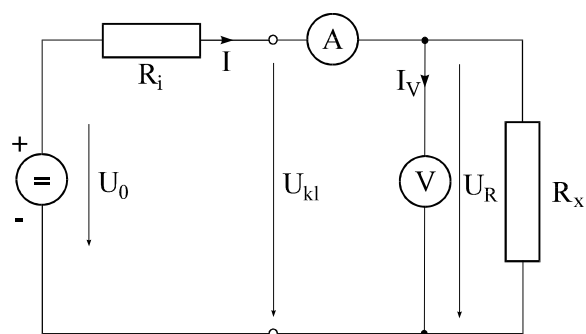 A
R_i
I
I_V
+
=
-
U_0
U_kl
V
U_R
R_x